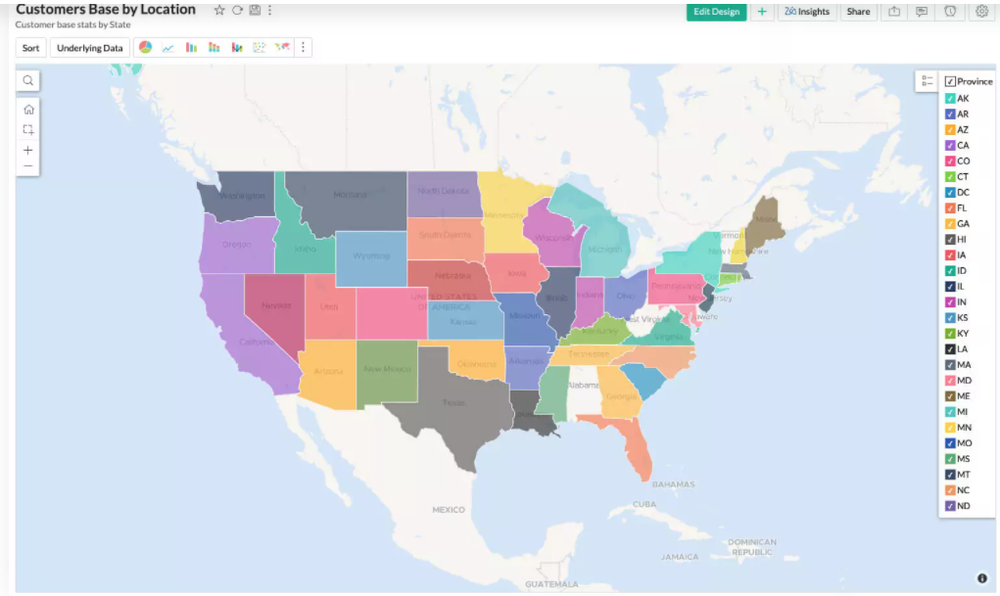 Customers Base by Location
Customer base stats by State
Edit Design
+
Insights
Share
Sort
Underlying Data
Province
AK
AR
AZ
CA
CO
CT
DC
FL
GA
HI
IA
ID
IL
IN
KS
KY
LA
MA
MD
ME
MI
MN
MO
MS
MT
NC
ND
Washington
Montana
North Dakota
Minnesota
Oregon
Idaho
Wyoming
South Dakota
Wisconsin
Michigan
Maine
Vermont
New Hampshire
Nebraska
Iowa
Illinois
Indiana
Ohio
Pennsylvania
New Jersey
Nevada
Utah
UNITED STATES
OF AMERICA
Kansas
Missouri
Kentucky
West Virginia
Virginia
California
Arizona
New Mexico
Oklahoma
Arkansas
Tennessee
Texas
Alabama
Georgia
MEXICO
BAHAMAS
CUBA
DOMINICAN
REPUBLIC
JAMAICA
GUATEMALA